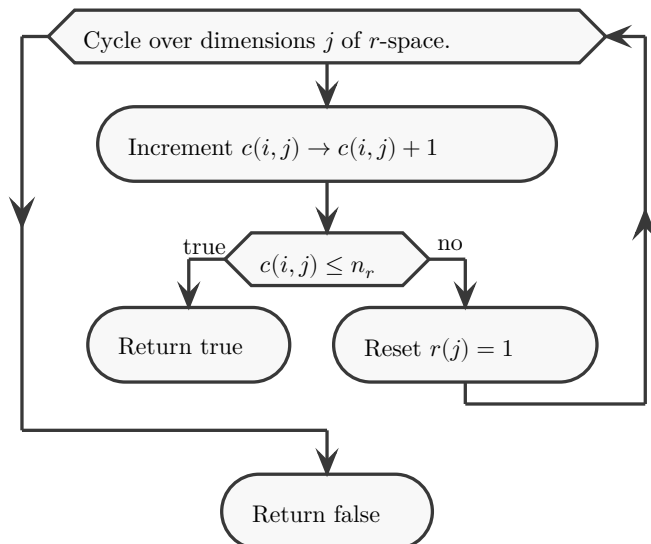 Cycle over dimensions j of r-space.
Increment c(i, j) → c(i, j) + 1
true
no
c(i, j) ≤ n_r
Return true
Reset r(j) = 1
Return false